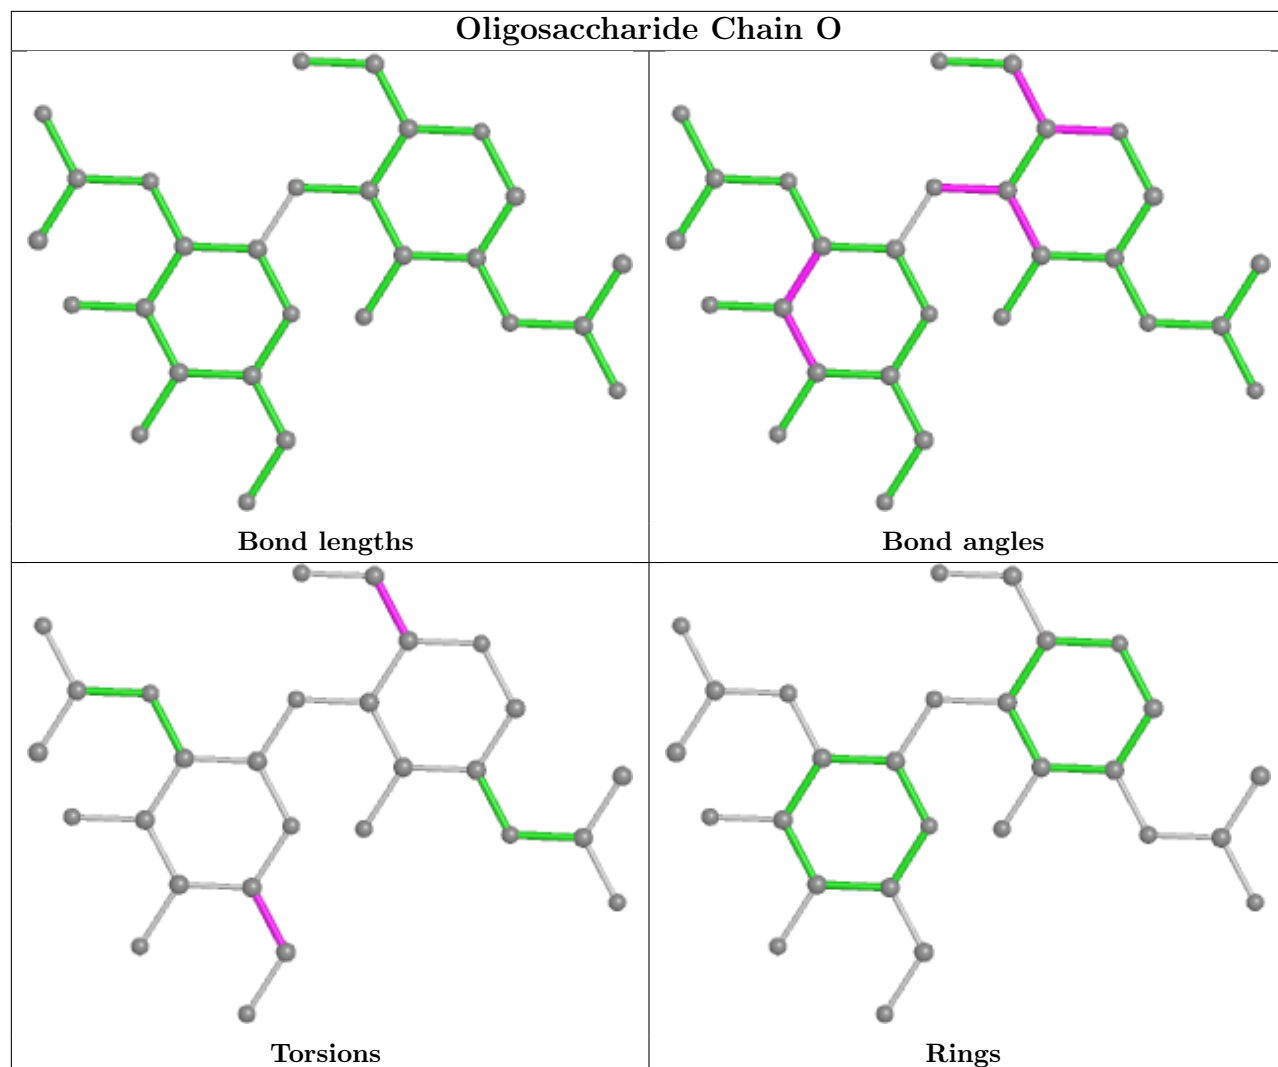 Oligosaccharide Chain O
Bond lengths
Bond angles
Torsions
Rings